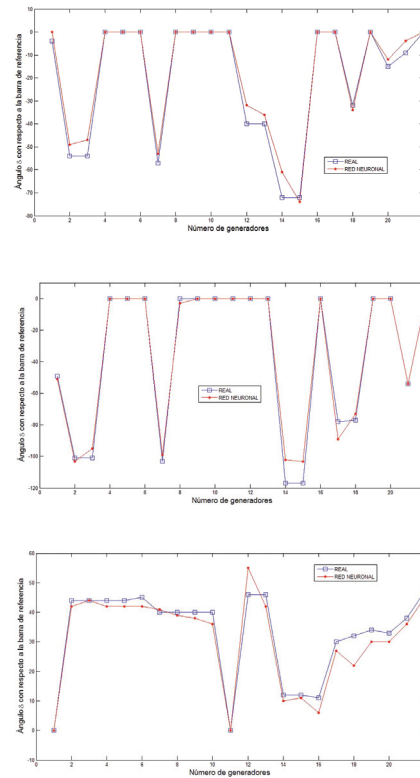 10
0
-10
-20
-30
-40
-50
-60
-70
-80
Ángulo δ con respecto a la barra de referencia
REAL
RED NEURONAL
0 2 4 6 8 10 12 14 16 18 20
Número de generadores
0
-20
-40
-60
-80
-100
-120
Ángulo δ con respecto a la barra de referencia
REAL
RED NEURONAL
0 2 4 6 8 10 12 14 16 18 20
Número de generadores
60
50
40
30
20
10
0
-10
Ángulo δ con respecto a la barra de referencia
REAL
RED NEURONAL
0 2 4 6 8 10 12 14 16 18 20
Número de generadores